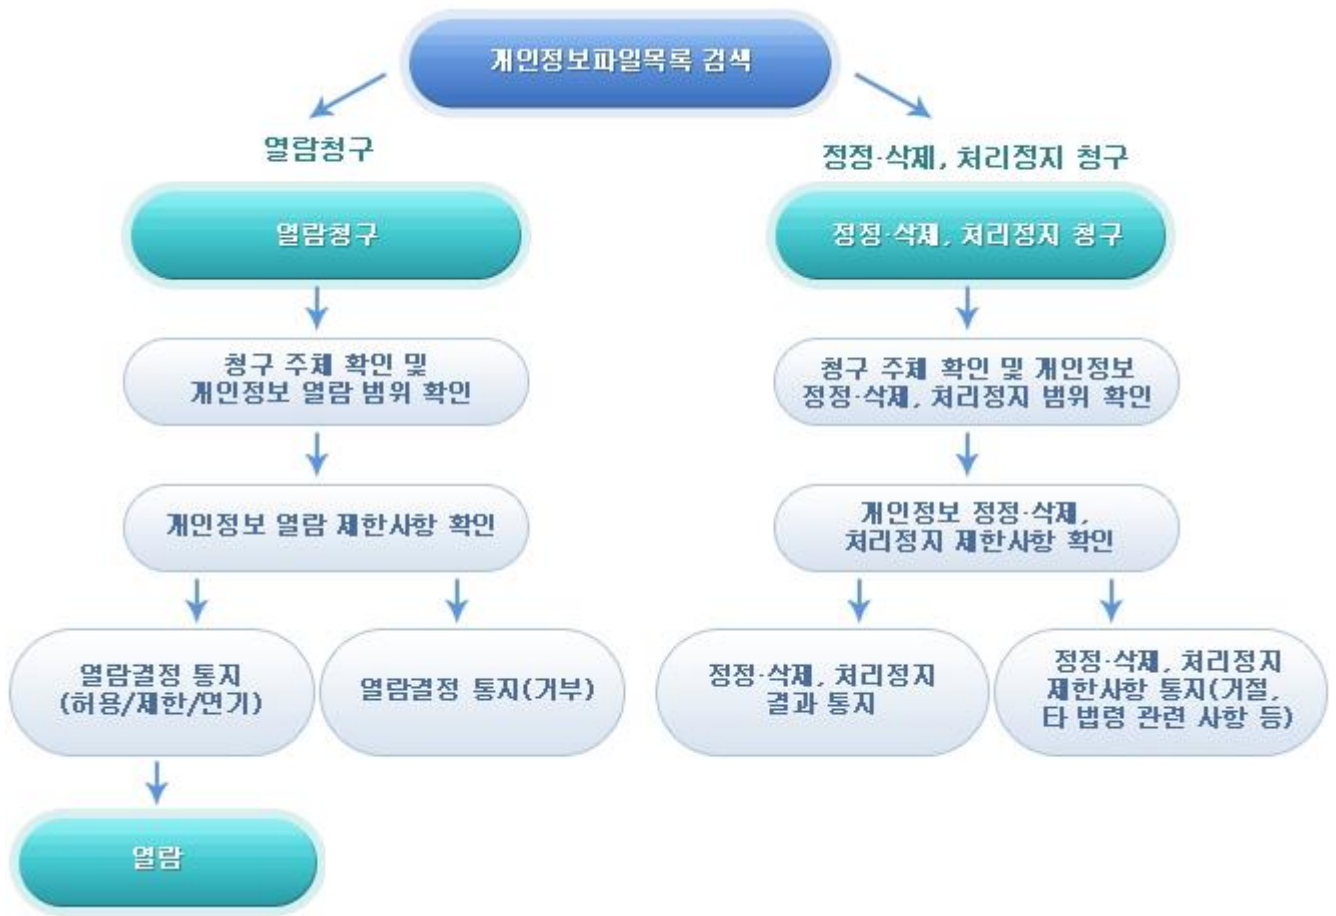 개인정보파일목록 검색
열람청구
정정·삭제, 처리정지 청구
열람청구
정정·삭제, 처리정지 청구
청구 주체 확인 및
개인정보 열람 범위 확인
청구 주체 확인 및 개인정보
정정·삭제, 처리정지 범위 확인
개인정보 열람 제한사항 확인
개인정보 정정·삭제,
처리정지 제한사항 확인
열람결정 통지
(허용/제한/연기)
열람결정 통지(거부)
정정·삭제, 처리정지
결과 통지
정정·삭제, 처리정지
제한사항 통지(거절,
타 법령 관련 사항 등)
열람